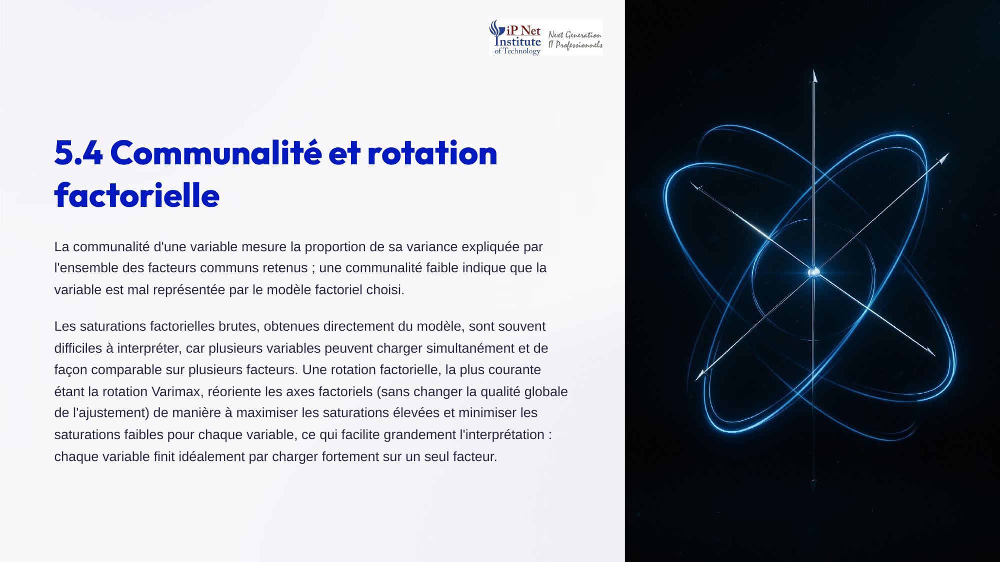 iP Net
Institute
of Technology
Next Generation
IT Professionnels
5.4 Communalité et rotation
factorielle
La communalité d'une variable mesure la proportion de sa variance expliquée par
l'ensemble des facteurs communs retenus ; une communalité faible indique que la
variable est mal représentée par le modèle factoriel choisi.
Les saturations factorielles brutes, obtenues directement du modèle, sont souvent
difficiles à interpréter, car plusieurs variables peuvent charger simultanément et de
façon comparable sur plusieurs facteurs. Une rotation factorielle, la plus courante
étant la rotation Varimax, réoriente les axes factoriels (sans changer la qualité globale
de l'ajustement) de manière à maximiser les saturations élevées et minimiser les
saturations faibles pour chaque variable, ce qui facilite grandement l'interprétation :
chaque variable finit idéalement par charger fortement sur un seul facteur.